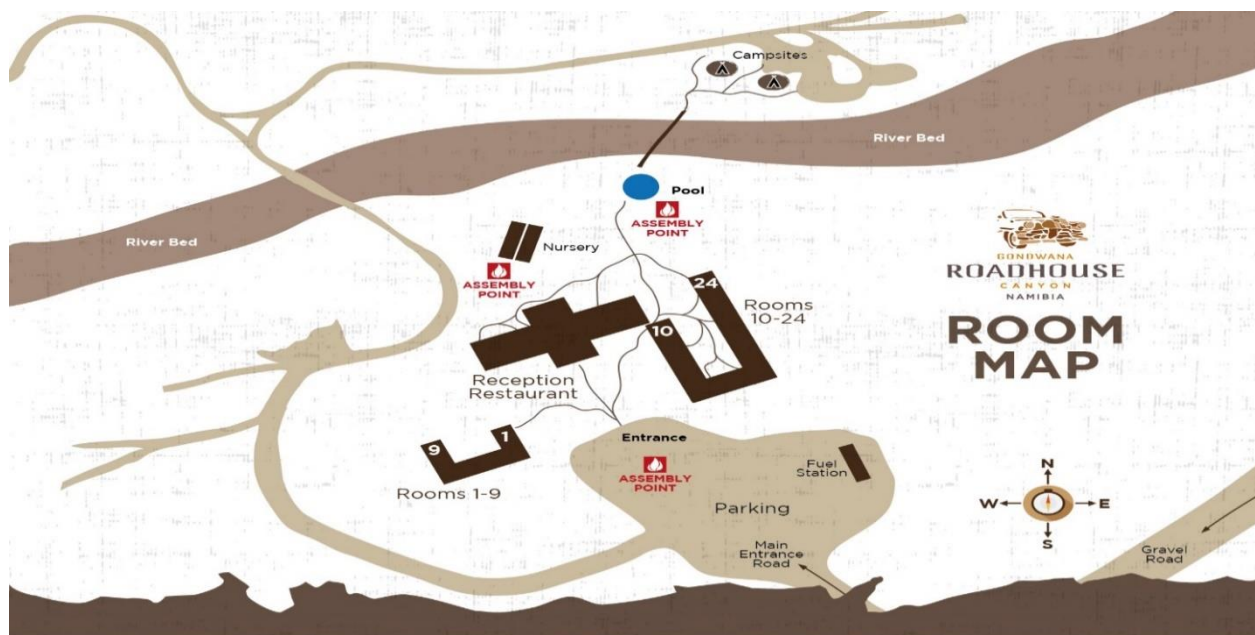 Campsites
River Bed
Pool
ASSEMBLY
POINT
River Bed
Nursery
ASSEMBLY
POINT
24
Rooms
10-24
10
Reception
Restaurant
GONDWANA
ROADHOUSE
CANYON
NAMIBIA
ROOM
MAP
9
1
Rooms 1-9
Entrance
ASSEMBLY
POINT
Fuel
Station
Parking
Main
Entrance
Road
N
W
E
S
Gravel
Road